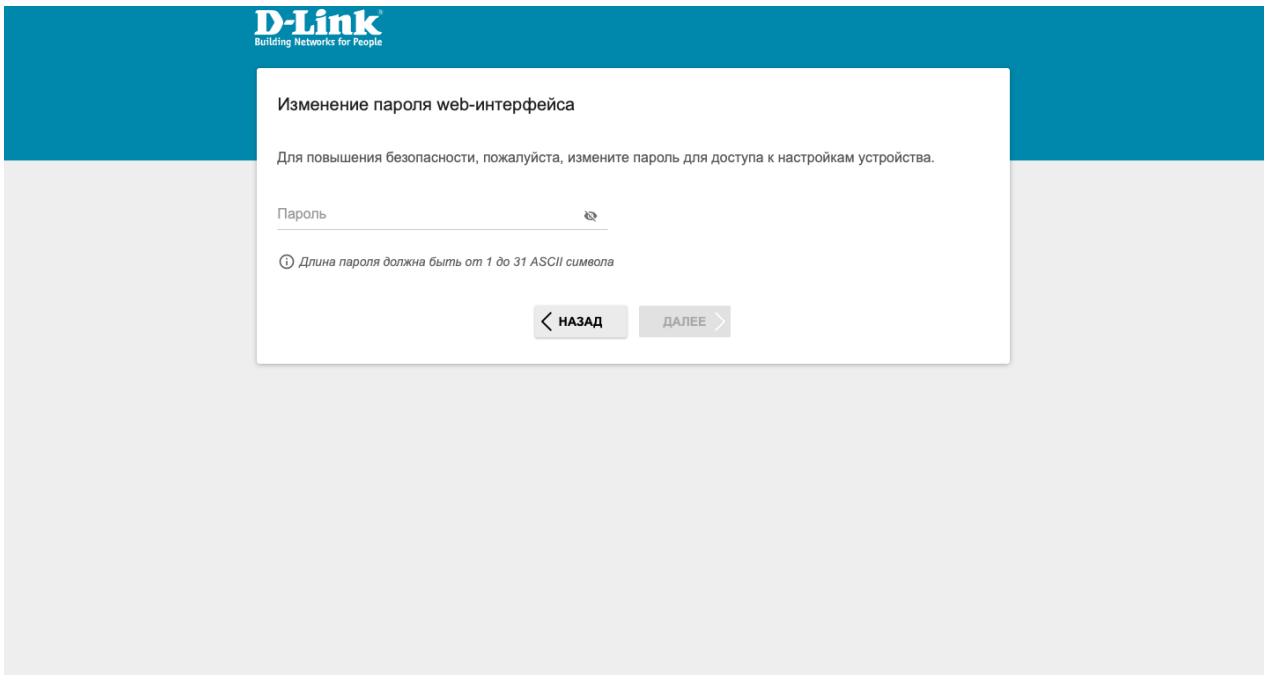 D-Link
Building Networks for People
Изменение пароля web-интерфейса
Для повышения безопасности, пожалуйста, измените пароль для доступа к настройкам устройства.
Пароль
Длина пароля должна быть от 1 до 31 ASCII символа
НАЗАД ДАЛЕЕ